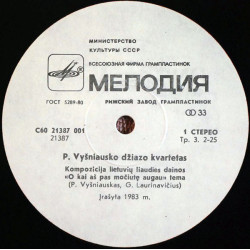 МИНИСТЕРСТВО
КУЛЬТУРЫ СССР
ВСЕСОЮЗНАЯ ФИРМА ГРАМПЛАСТИНОК
МЕЛОДИЯ
ГОСТ 5289-80 РИЖСКИЙ ЗАВОД ГРАМПЛАСТИНОК 33
С60 21387 001 1 СТЕРЕО
21387 Гр. 3. 2-25
P. Vyšniausko džiazo kvartetas
Kompozicija lietuvių liaudies dainos
«O kai aš pas močiutę augau» tema
(P. Vyšniauskas, G. Laurinavičius)
Įrašyta 1983 m.